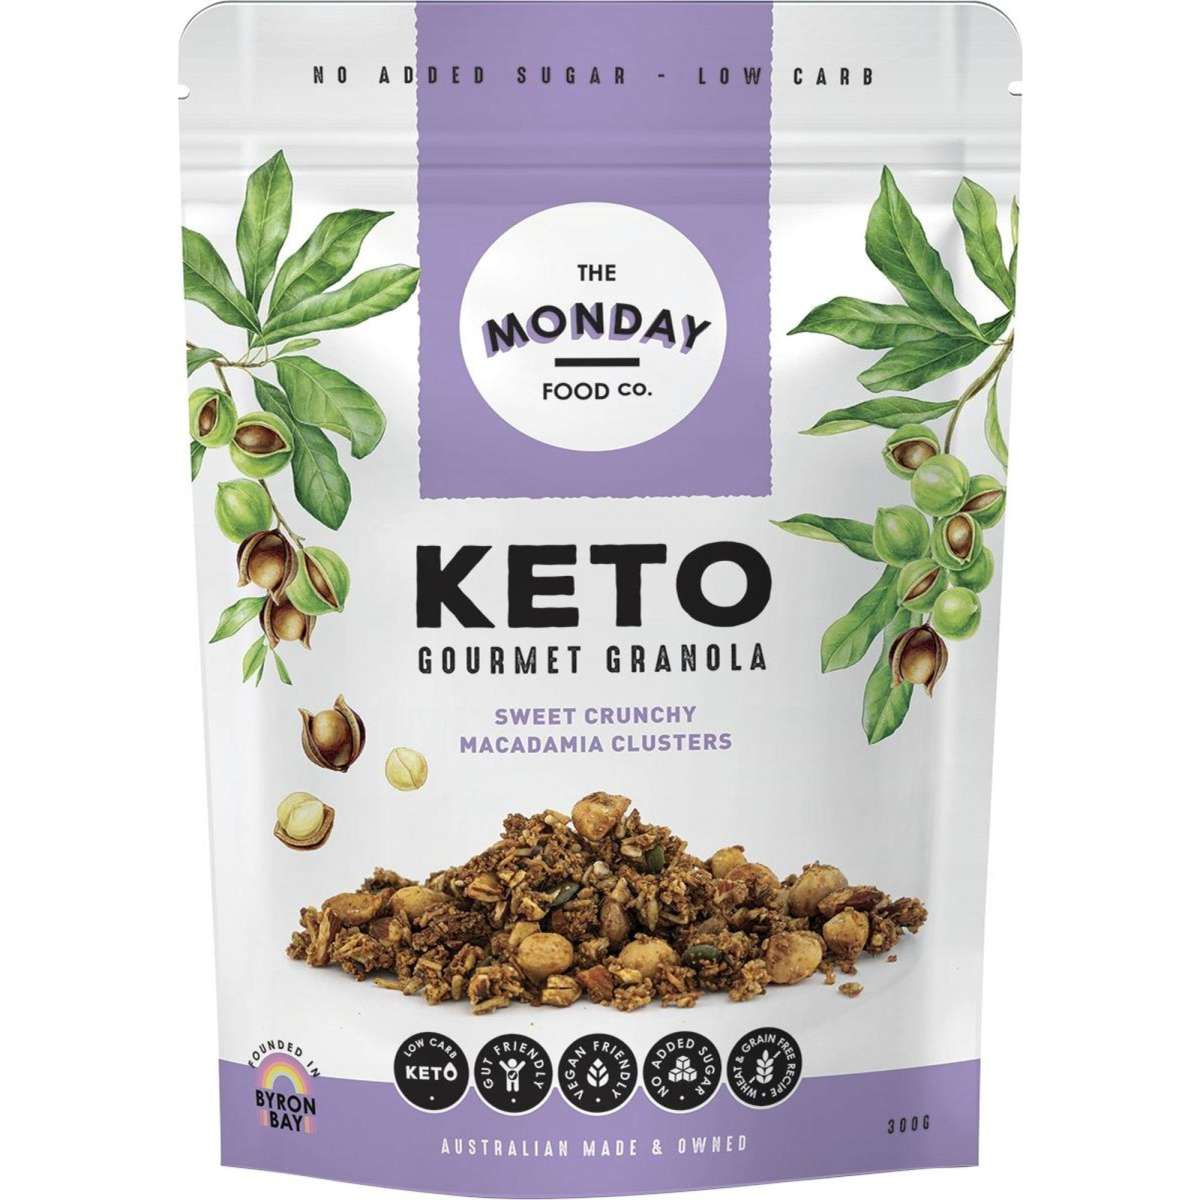 NO ADDED SUGAR - LOW CARB
THE
MONDAY
FOOD CO.
KETO
GOURMET GRANOLA
SWEET CRUNCHY
MACADAMIA CLUSTERS
FOUNDED IN
BYRON
BAY
LOW CARB
KETO
GUT FRIENDLY
VEGAN FRIENDLY
NO ADDED SUGAR
WHEAT & GRAIN FREE RECIPE
300G
AUSTRALIAN MADE & OWNED